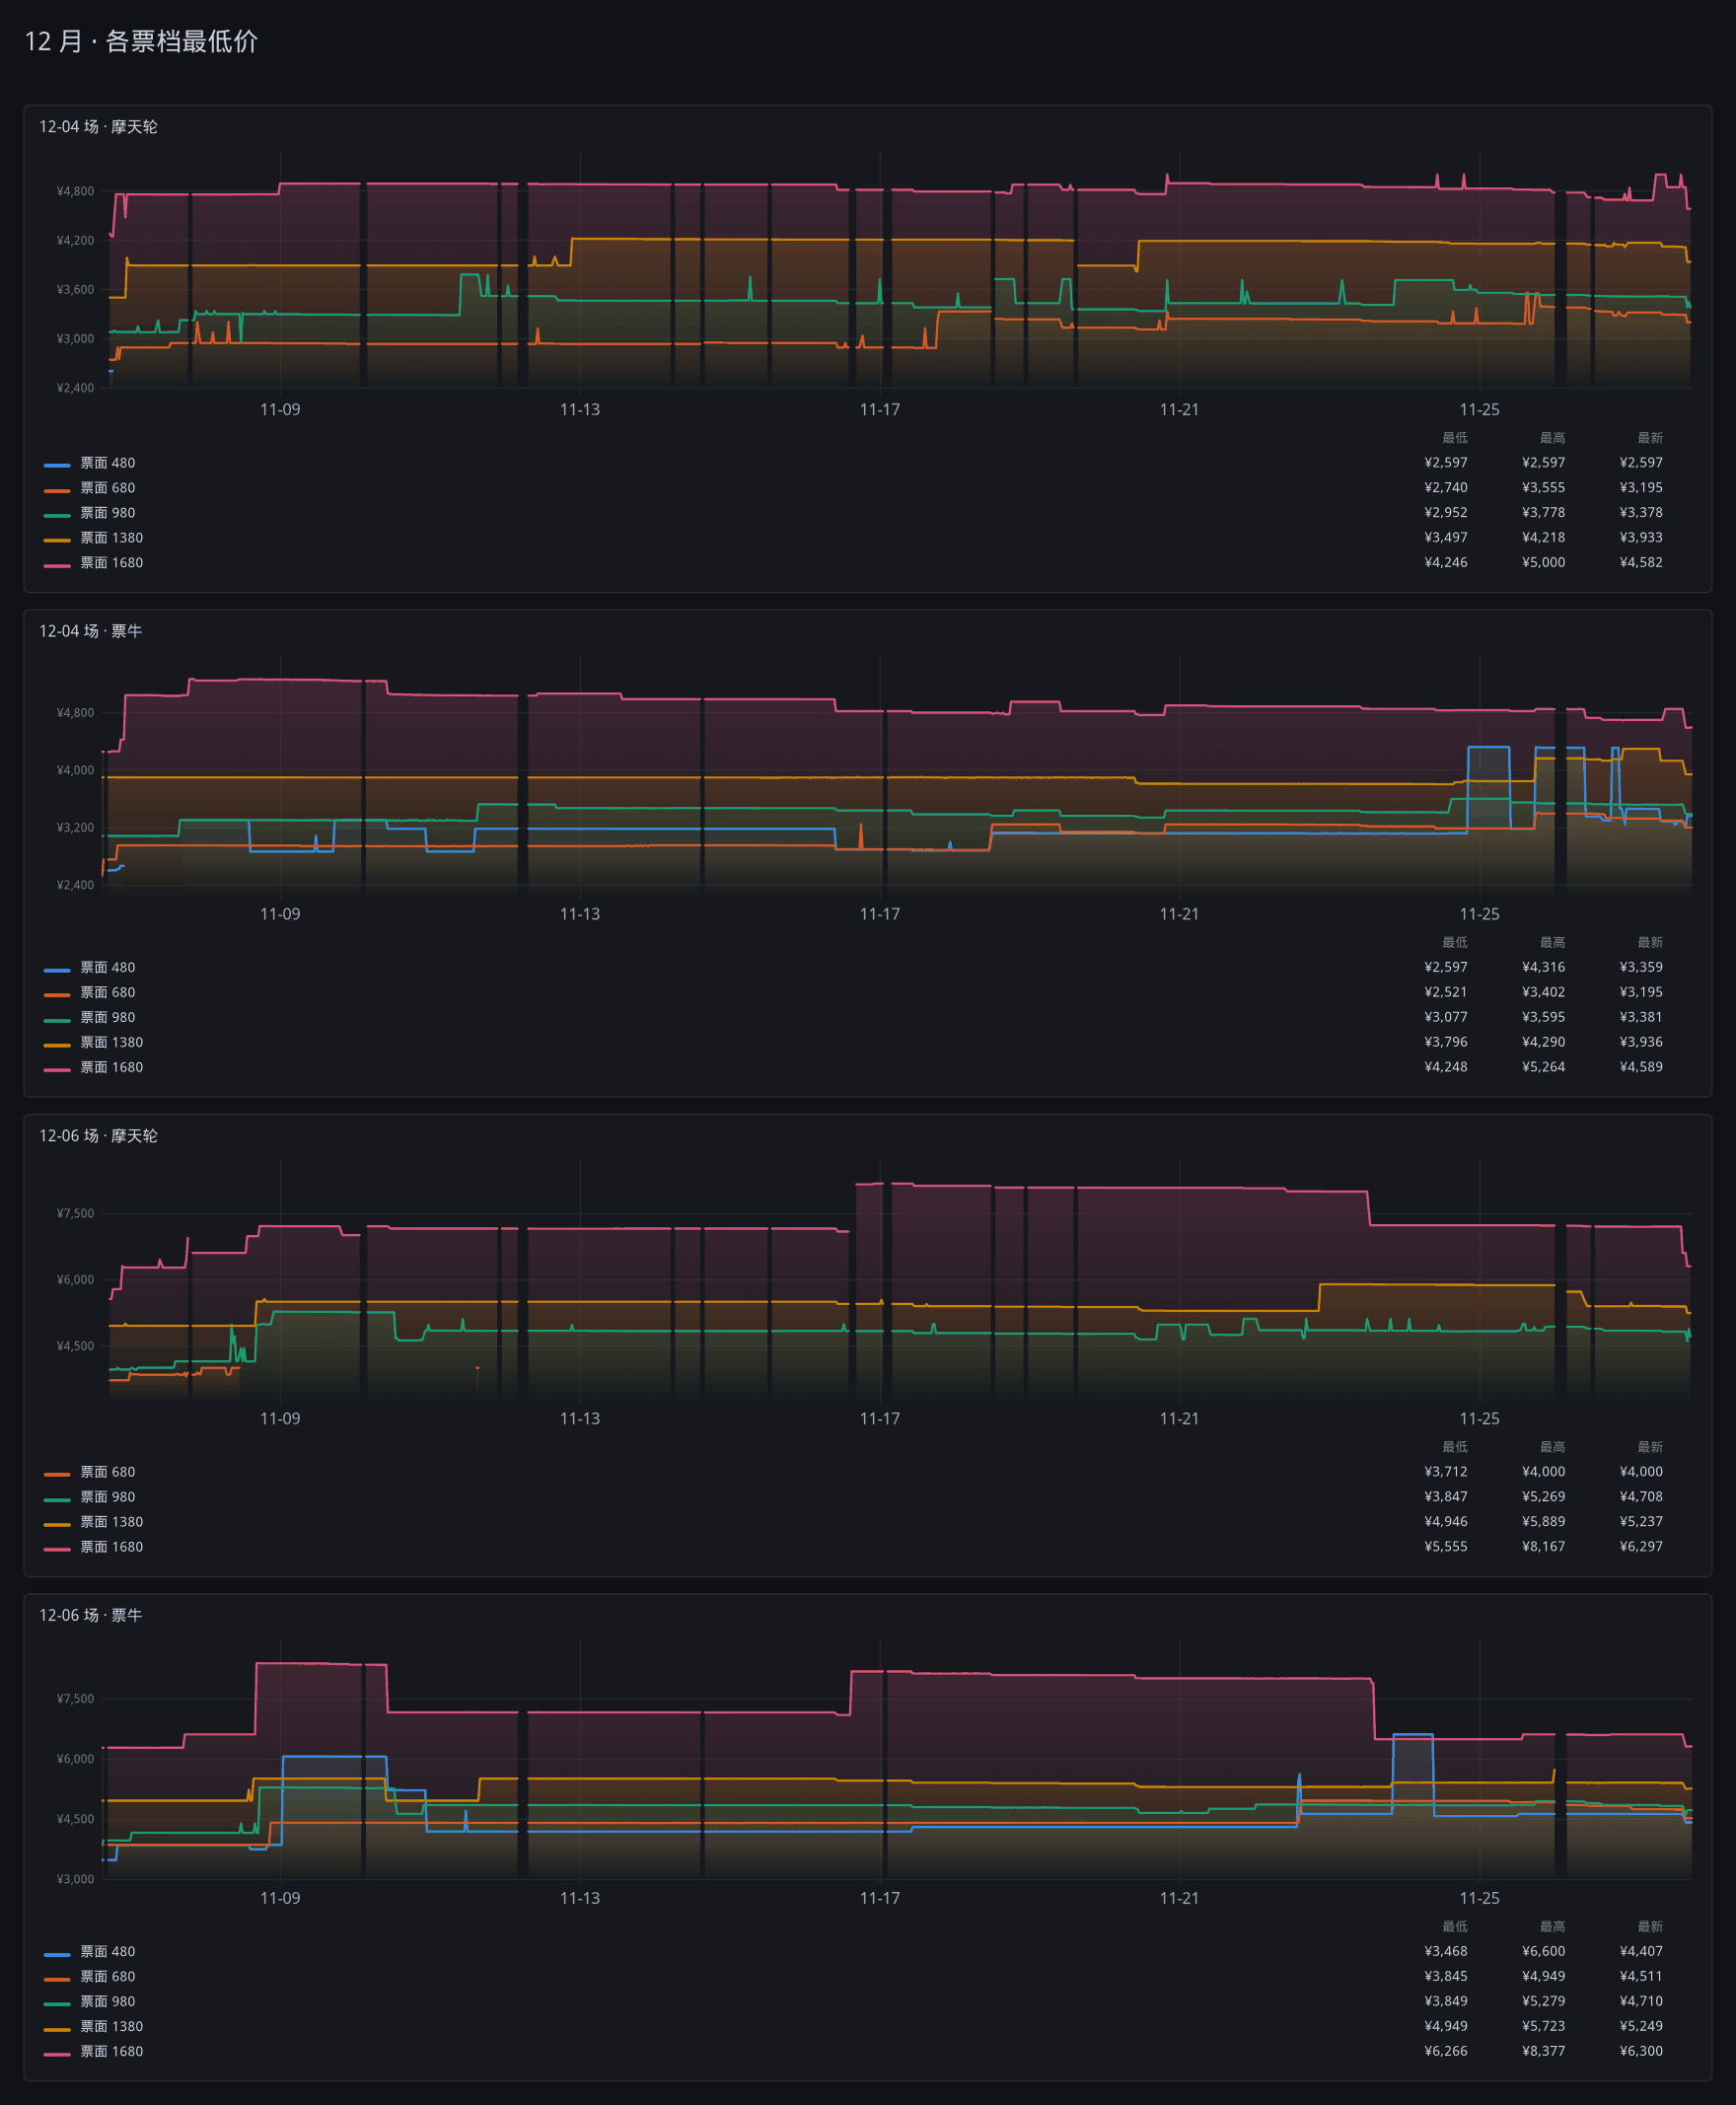 12 月 · 各票档最低价
12-04 场 · 摩天轮
¥4,800
¥4,200
¥3,600
¥3,000
¥2,400
11-09 11-13 11-17 11-21 11-25
最低 最高 最新
票面 480 ¥2,597 ¥2,597 ¥2,597
票面 680 ¥2,740 ¥3,555 ¥3,195
票面 980 ¥2,952 ¥3,778 ¥3,378
票面 1380 ¥3,497 ¥4,218 ¥3,933
票面 1680 ¥4,246 ¥5,000 ¥4,582
12-04 场 · 票牛
¥4,800
¥4,000
¥3,200
¥2,400
11-09 11-13 11-17 11-21 11-25
最低 最高 最新
票面 480 ¥2,597 ¥4,316 ¥3,359
票面 680 ¥2,521 ¥3,402 ¥3,195
票面 980 ¥3,077 ¥3,595 ¥3,381
票面 1380 ¥3,796 ¥4,290 ¥3,936
票面 1680 ¥4,248 ¥5,264 ¥4,589
12-06 场 · 摩天轮
¥7,500
¥6,000
¥4,500
11-09 11-13 11-17 11-21 11-25
最低 最高 最新
票面 680 ¥3,712 ¥4,000 ¥4,000
票面 980 ¥3,847 ¥5,269 ¥4,708
票面 1380 ¥4,946 ¥5,889 ¥5,237
票面 1680 ¥5,555 ¥8,167 ¥6,297
12-06 场 · 票牛
¥7,500
¥6,000
¥4,500
¥3,000
11-09 11-13 11-17 11-21 11-25
最低 最高 最新
票面 480 ¥3,468 ¥6,600 ¥4,407
票面 680 ¥3,845 ¥4,949 ¥4,511
票面 980 ¥3,849 ¥5,279 ¥4,710
票面 1380 ¥4,949 ¥5,723 ¥5,249
票面 1680 ¥6,266 ¥8,377 ¥6,300